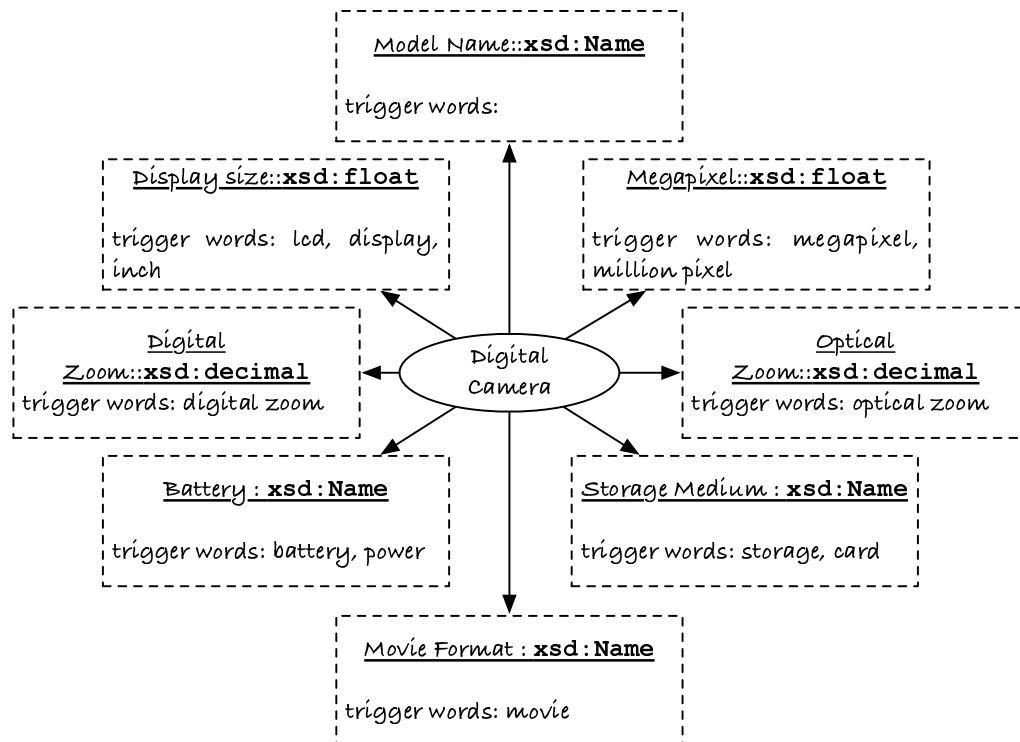 Model Name::xsd:Name
trigger words:
Display size::xsd:float
trigger words: lcd, display,
inch
Megapixel::xsd:float
trigger words: megapixel,
million pixel
Digital
Zoom::xsd:decimal
trigger words: digital zoom
Digital
Camera
Optical
Zoom::xsd:decimal
trigger words: optical zoom
Battery : xsd:Name
trigger words: battery, power
Storage Medium : xsd:Name
trigger words: storage, card
Movie Format : xsd:Name
trigger words: movie